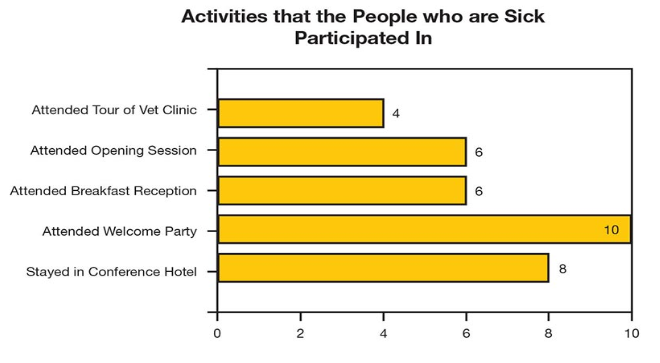 Activities that the People who are Sick
Participated In
Attended Tour of Vet Clinic
4
Attended Opening Session
6
Attended Breakfast Reception
6
Attended Welcome Party
10
Stayed in Conference Hotel
8
0 2 4 6 8 10